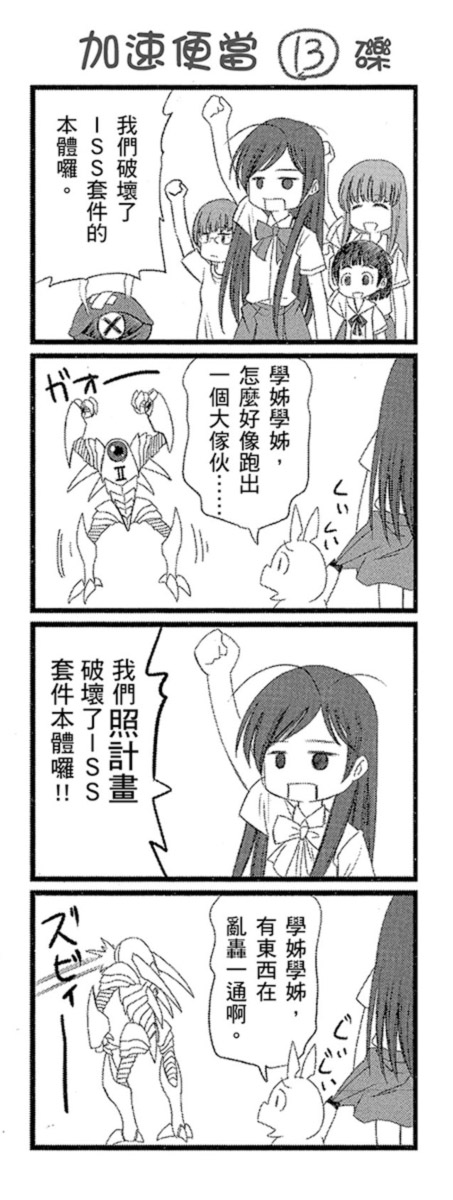 加速便當 13 礫
我們破壞了
ISS套件的
本體囉。
學姊學姊，
怎麼好像跑出
一個大傢伙……
ガオー
II
ぐいぐい
我們照計畫
破壞了ISS
套件本體囉!!
學姊學姊，
有東西在
亂轟一通啊。
ズビィー
ぐいぐい